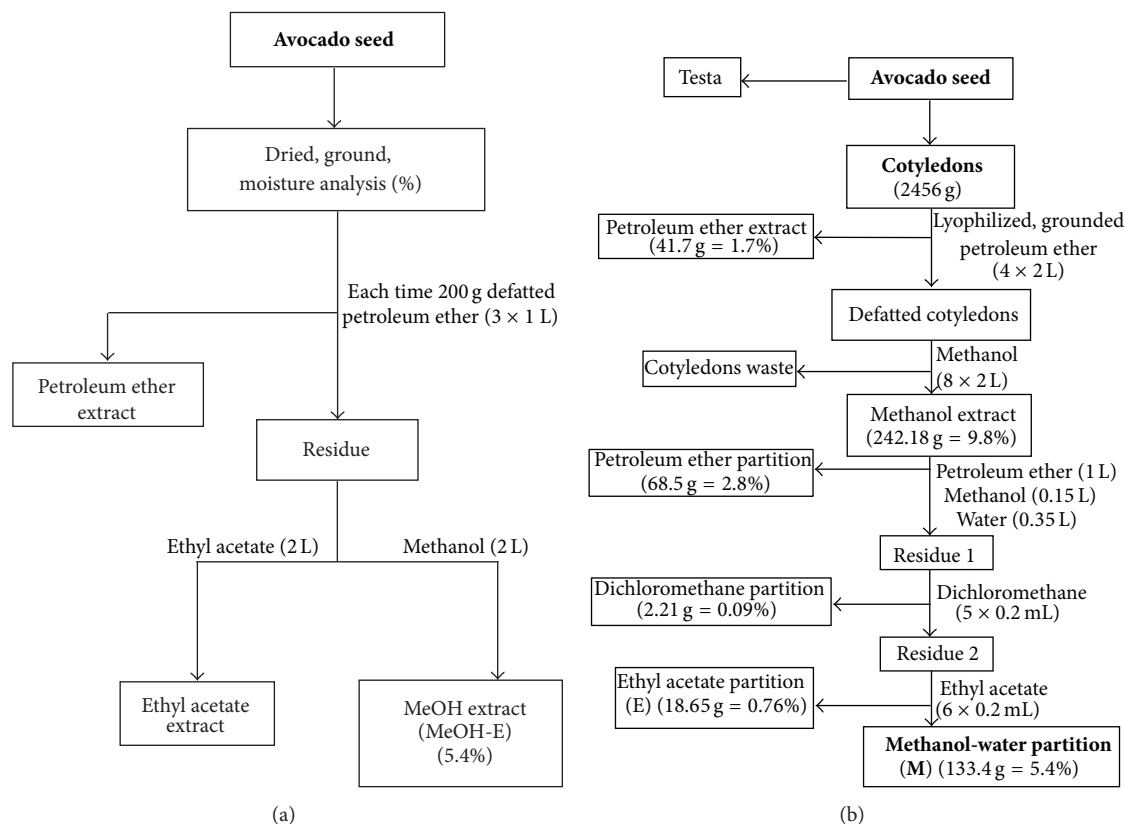 Avocado seed
Dried, ground,
moisture analysis (%)
Each time 200 g defatted
petroleum ether (3 × 1 L)
Petroleum ether
extract
Residue
Ethyl acetate (2 L)
Methanol (2 L)
Ethyl acetate
extract
MeOH extract
(MeOH-E)
(5.4%)
(a)
Testa
Avocado seed
Cotyledons
(2456 g)
Petroleum ether extract
(41.7 g = 1.7%)
Lyophilized, grounded
petroleum ether
(4 × 2 L)
Defatted cotyledons
Cotyledons waste
Methanol
(8 × 2 L)
Methanol extract
(242.18 g = 9.8%)
Petroleum ether partition
(68.5 g = 2.8%)
Petroleum ether (1 L)
Methanol (0.15 L)
Water (0.35 L)
Residue 1
Dichloromethane partition
(2.21 g = 0.09%)
Dichloromethane
(5 × 0.2 mL)
Residue 2
Ethyl acetate partition
(E) (18.65 g = 0.76%)
Ethyl acetate
(6 × 0.2 mL)
Methanol-water partition
(M) (133.4 g = 5.4%)
(b)